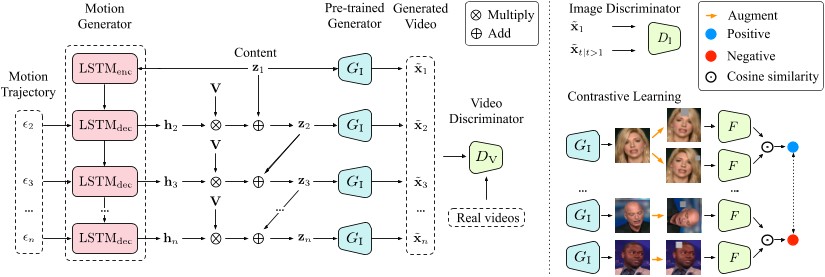 Motion
Generator
Pre-trained
Generator
Generated
Video
⊗ Multiply
⊕ Add
Content
LSTMenc
z1
GI
x̃1
Motion
Trajectory
V
ϵ2
LSTMdec
h2
⊗
⊕
z2
GI
x̃2
V
ϵ3
LSTMdec
h3
⊗
⊕
z3
GI
x̃3
...
...
V
...
...
ϵn
LSTMdec
hn
⊗
⊕
zn
GI
x̃n
Video
Discriminator
DV
Real videos
Image Discriminator
x̃1
x̃t|t>1
DI
Augment
Positive
Negative
Cosine similarity
Contrastive Learning
GI
F
F
...
...
GI
F
GI
F